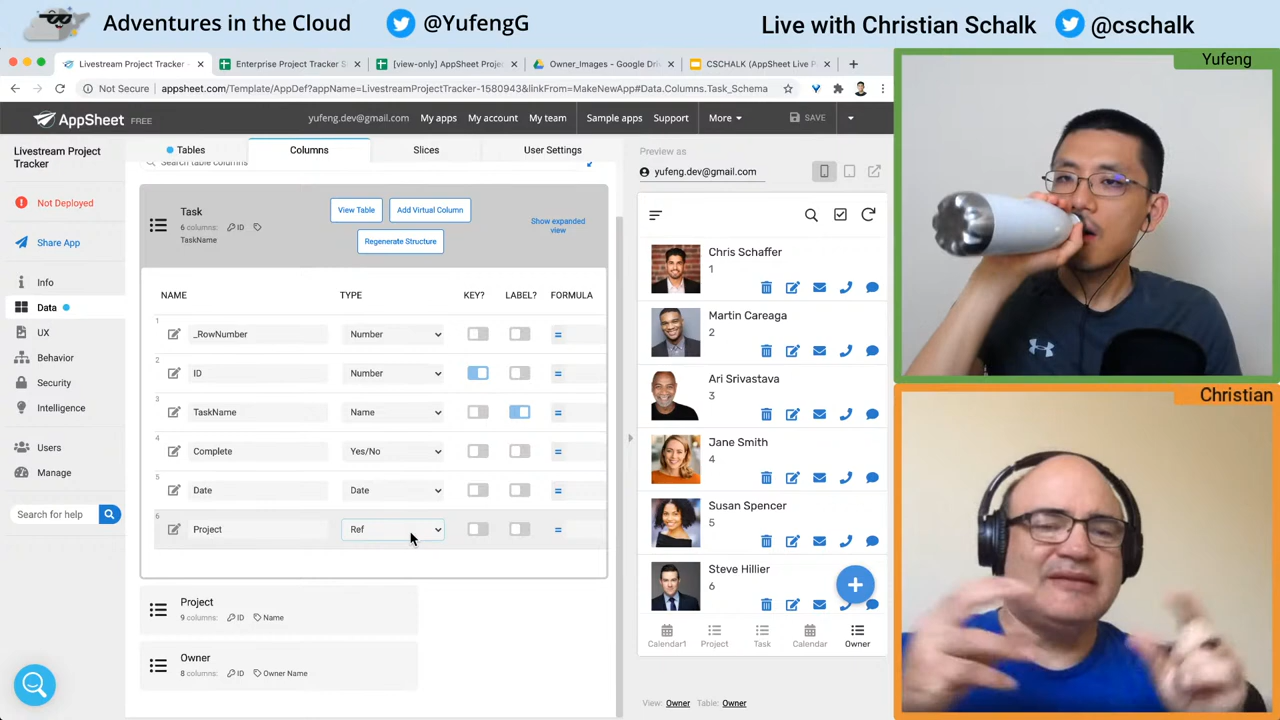 Adventures in the Cloud
@YufengG
Live with Christian Schalk
@cschalk
Livestream Project Tracker -
Enterprise Project Tracker S
[view-only] AppSheet Project
Owner_Images - Google Dri
CSCHALK (AppSheet Live P
Not Secure
appsheet.com/Template/AppDef?appName=LivestreamProjectTracker-1580943&linkFrom=MakeNewApp#Data.Columns.Task_Schema
AppSheet FREE
yufeng.dev@gmail.com
My apps
My account
My team
Sample apps
Support
More
SAVE
Livestream Project
Tracker
Not Deployed
Share App
Info
Data
UX
Behavior
Security
Intelligence
Users
Manage
Search for help
Tables
Columns
Slices
User Settings
Search table columns
Task
6 columns: ID
TaskName
View Table
Add Virtual Column
Regenerate Structure
Show expanded
view
NAME
TYPE
KEY?
LABEL?
FORMULA
1
_RowNumber
Number
=
2
ID
Number
=
3
TaskName
Name
=
4
Complete
Yes/No
=
5
Date
Date
=
6
Project
Ref
=
Project
9 columns: ID Name
Owner
8 columns: ID Owner Name
Preview as
yufeng.dev@gmail.com
Chris Schaffer
1
Martin Careaga
2
Ari Srivastava
3
Jane Smith
4
Susan Spencer
5
Steve Hillier
6
+
Calendar1
Project
Task
Calendar
Owner
View: Owner Table: Owner
Yufeng
Christian